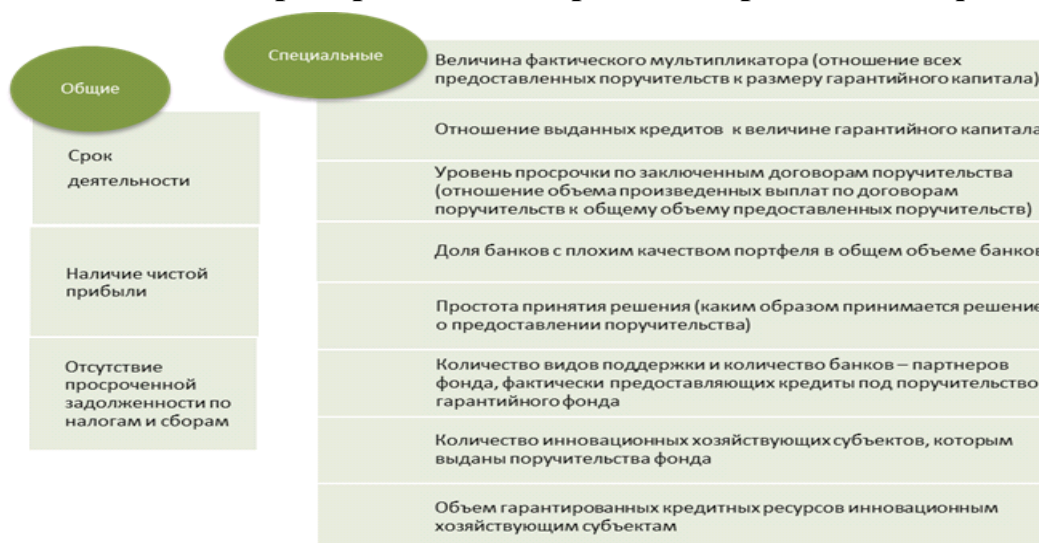 Общие
Срок
деятельности
Наличие чистой
прибыли
Отсутствие
просроченной
задолженности по
налогам и сборам
Специальные
Величина фактического мультипликатора (отношение всех
предоставленных поручительств к размеру гарантийного капитала)
Отношение выданных кредитов к величине гарантийного капитала
Уровень просрочки по заключенным договорам поручительства
(отношение объема произведенных выплат по договорам
поручительств к общему объему предоставленных поручительств)
Доля банков с плохим качеством портфеля в общем объеме банков
Простота принятия решения (каким образом принимается решение
о предоставлении поручительства)
Количество видов поддержки и количество банков – партнеров
фонда, фактически предоставляющих кредиты под поручительство
гарантийного фонда
Количество инновационных хозяйствующих субъектов, которым
выданы поручительства фонда
Объем гарантированных кредитных ресурсов инновационным
хозяйствующим субъектам